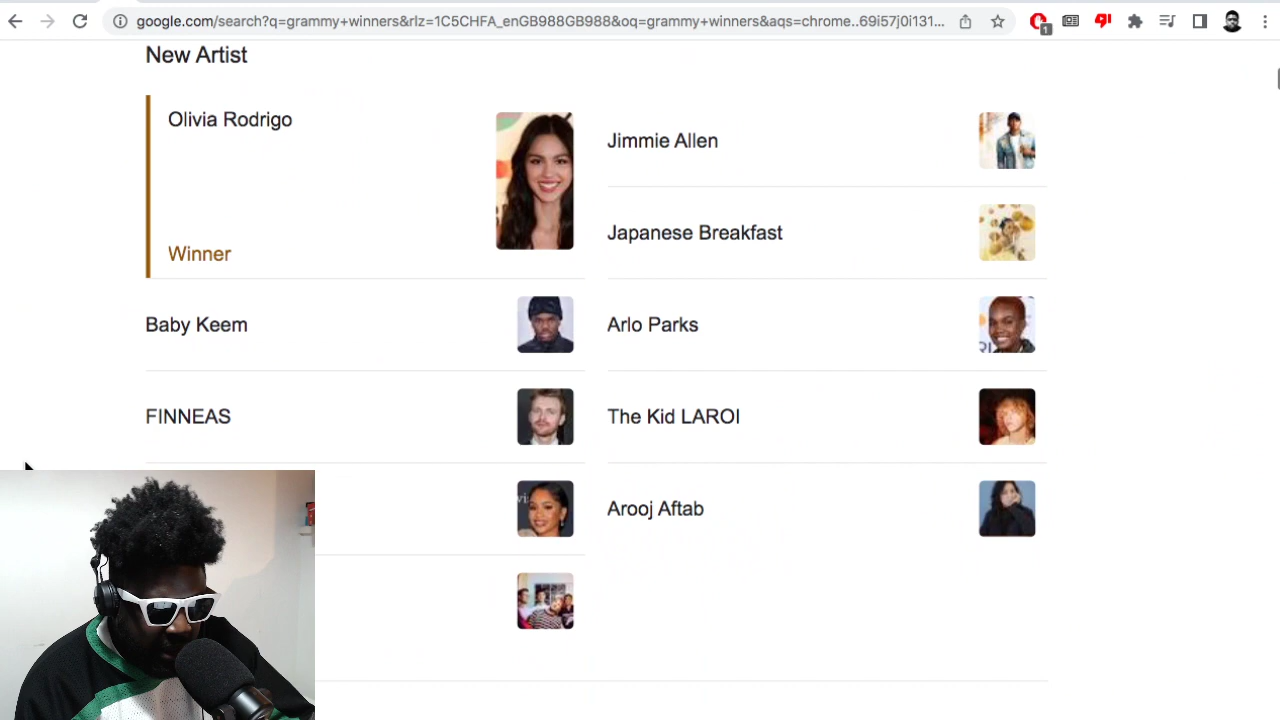 google.com/search?q=grammy+winners&rlz=1C5CHFA_enGB988GB988&oq=grammy+winners&aqs=chrome..69i57j0i131...
1
New Artist
Olivia Rodrigo
Winner
Jimmie Allen
Japanese Breakfast
Baby Keem
Arlo Parks
FINNEAS
The Kid LAROI
Arooj Aftab